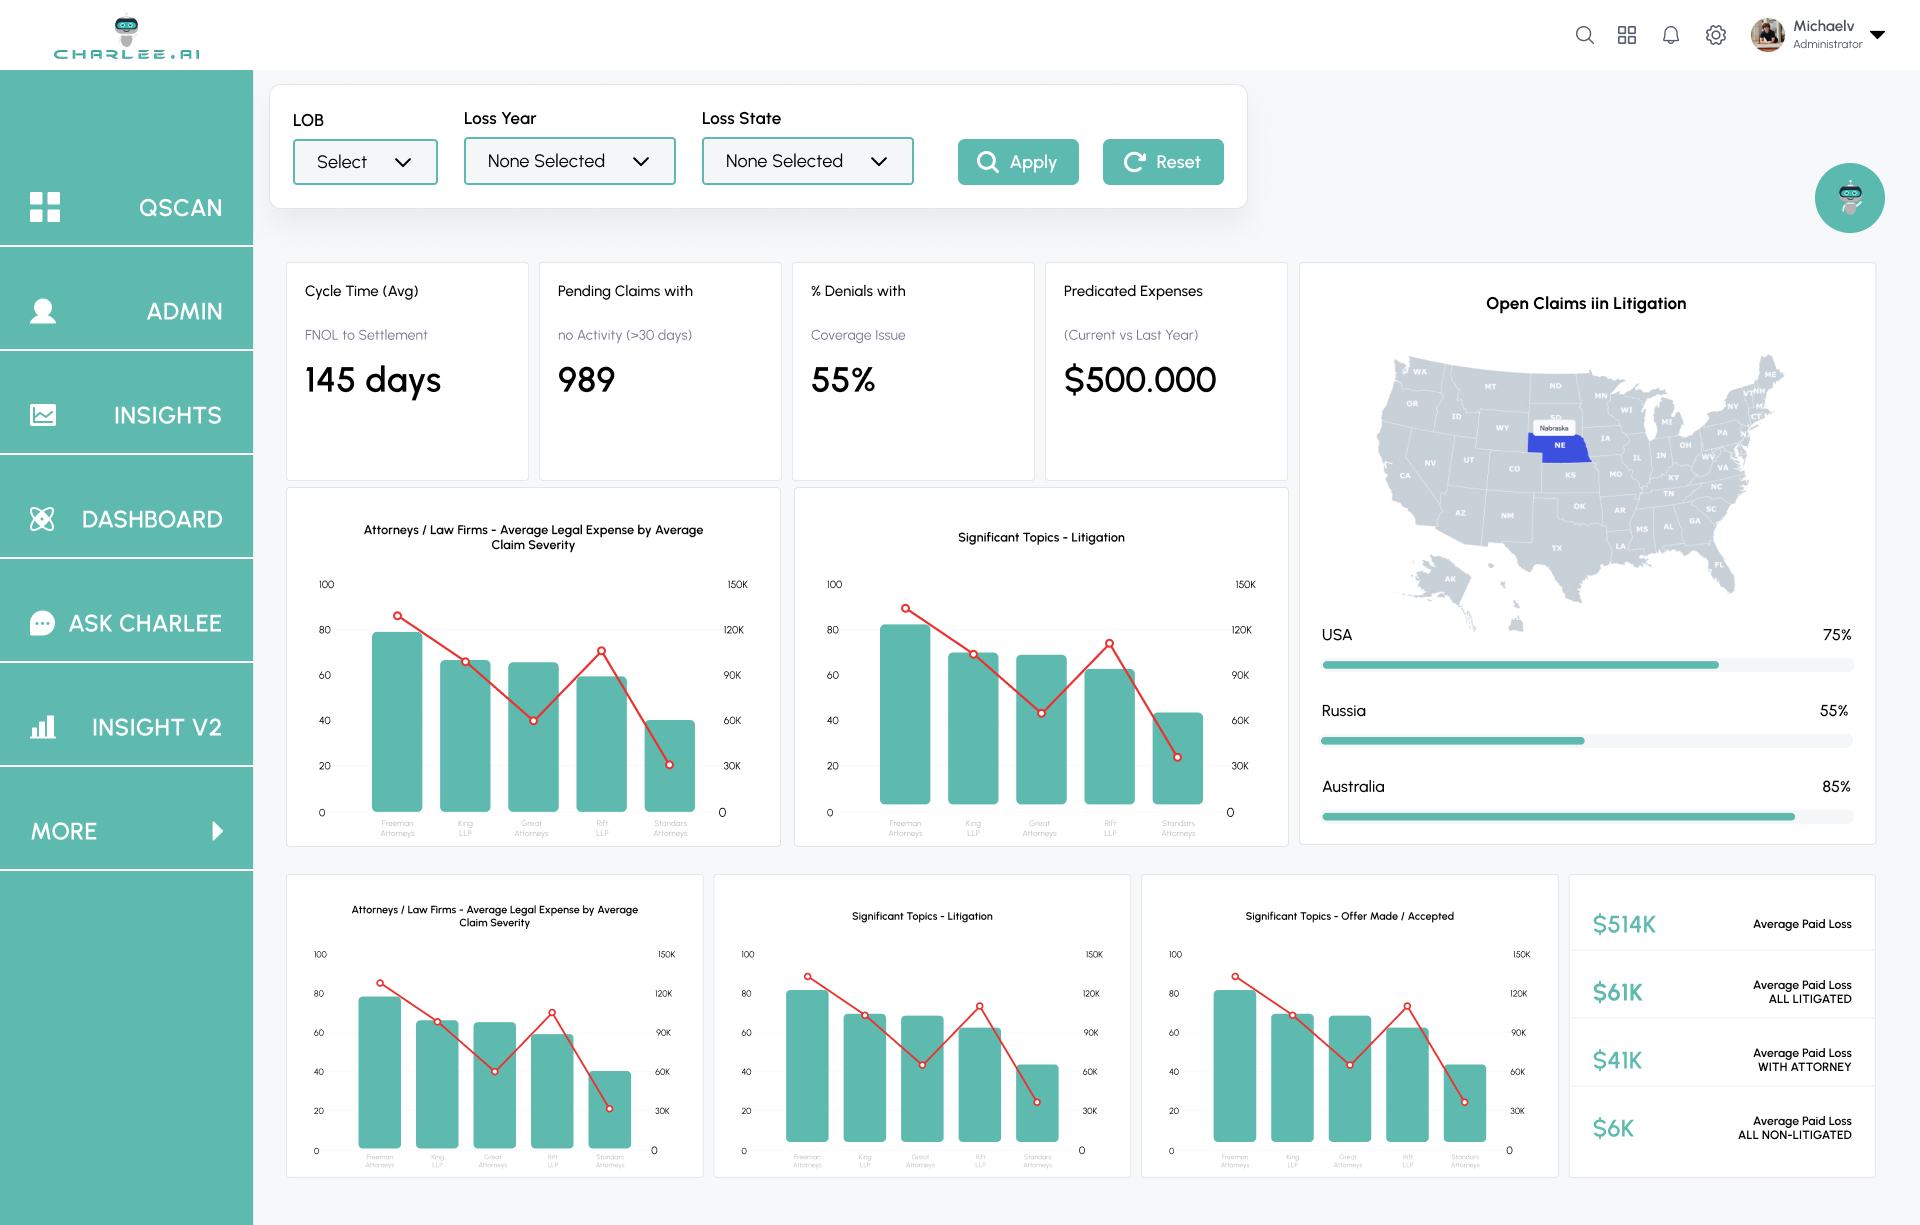 CHARLEE.AI
Michaelv
Administrator
QSCAN
ADMIN
INSIGHTS
DASHBOARD
ASK CHARLEE
INSIGHT V2
MORE
LOB
Select
Loss Year
None Selected
Loss State
None Selected
Apply
Reset
Cycle Time (Avg)
FNOL to Settlement
145 days
Pending Claims with
no Activity (>30 days)
989
% Denials with
Coverage Issue
55%
Predicated Expenses
(Current vs Last Year)
$500.000
Open Claims iin Litigation
WA
MT
ND
MN
ME
OR
ID
SD
WI
MI
NY
VT
NH
MA
CT
WY
Nabraska
NE
IA
PA
NJ
NV
UT
CO
KS
MO
IL
IN
OH
WV
VA
CA
KY
NC
AZ
NM
OK
AR
TN
SC
MS
AL
GA
TX
LA
FL
AK
USA 75%
Russia 55%
Australia 85%
Attorneys / Law Firms - Average Legal Expense by Average
Claim Severity
100 150K
80 120K
60 90K
40 60K
20 30K
0 0
Freeman King Great Rift Standars
Attorneys LLP Attorneys LLP Attorneys
Significant Topics - Litigation
100 150K
80 120K
60 90K
40 60K
20 30K
0 0
Freeman King Great Rift Standars
Attorneys LLP Attorneys LLP Attorneys
Attorneys / Law Firms - Average Legal Expense by Average
Claim Severity
100 150K
80 120K
60 90K
40 60K
20 30K
0 0
Freeman King Great Rift Standars
Attorneys LLP Attorneys LLP Attorneys
Significant Topics - Litigation
100 150K
80 120K
60 90K
40 60K
20 30K
0 0
Freeman King Great Rift Standars
Attorneys LLP Attorneys LLP Attorneys
Significant Topics - Offer Made / Accepted
100 150K
80 120K
60 90K
40 60K
20 30K
0 0
Freeman King Great Rift Standars
Attorneys LLP Attorneys LLP Attorneys
$514K Average Paid Loss
$61K Average Paid Loss
ALL LITIGATED
$41K Average Paid Loss
WITH ATTORNEY
$6K Average Paid Loss
ALL NON-LITIGATED